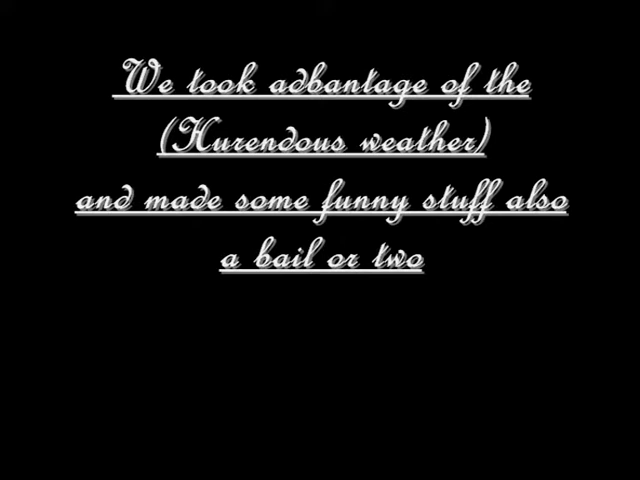 We took adbantage of the
(Hurendous weather)
and made some funny stuff also
a bail or two